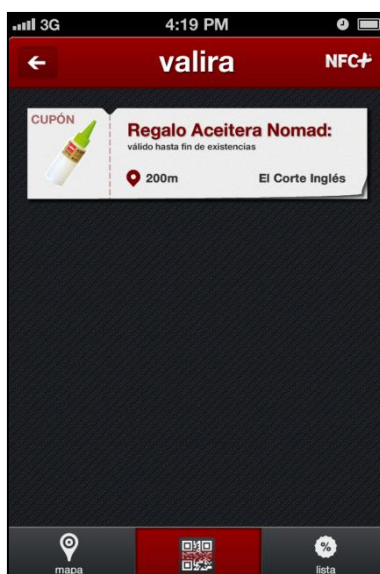 3G 4:19 PM
valira NFC+
CUPÓN
Regalo Aceitera Nomad:
válido hasta fin de existencias
200m El Corte Inglés
mapa % lista